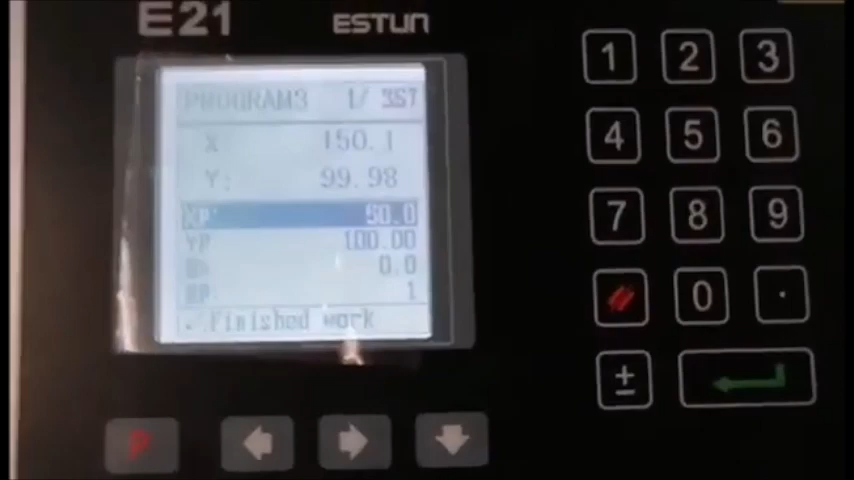 E21 ESTUN
PROGRAM3 1/ 3ST
X 150.1
Y: 99.98
XP 50.0
YP 100.00
0.0
1
Finished work
1 2 3
4 5 6
7 8 9
0 .
±
P